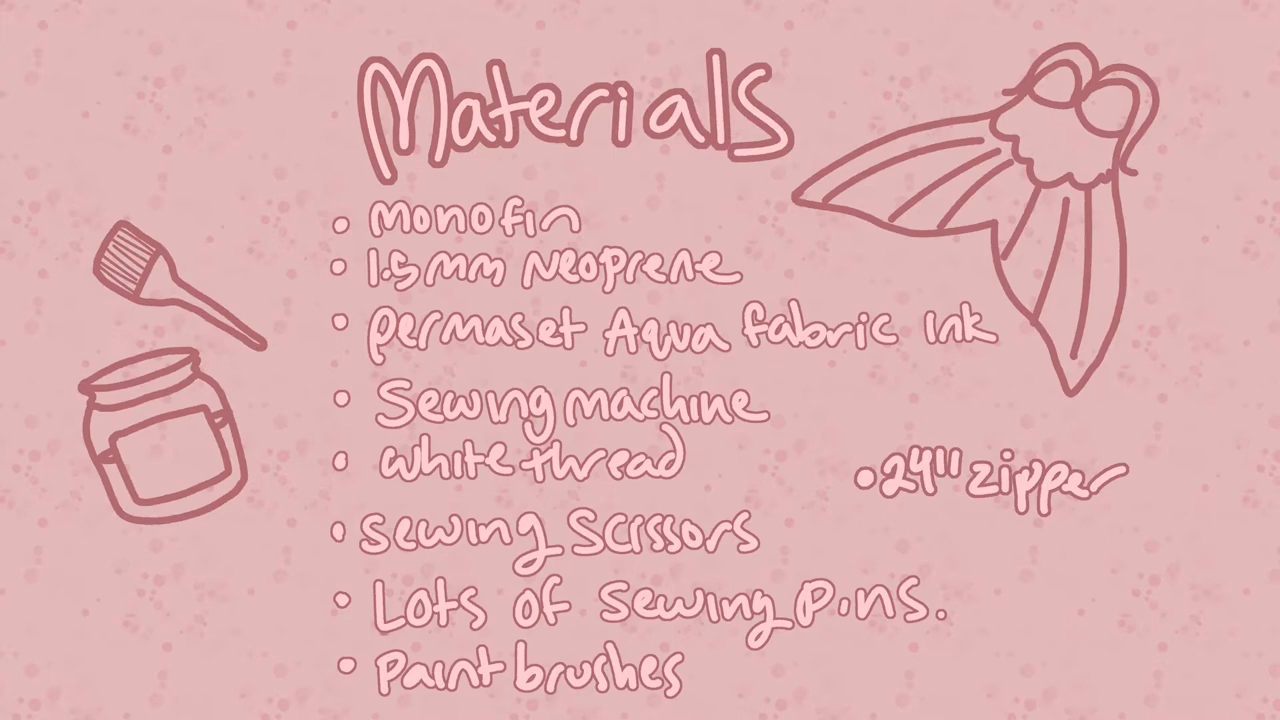 Materials
• Monofin
• 1.5mm Neoprene
• permaset Aqua fabric ink
• Sewing machine
• white thread
• 24" zipper
• Sewing Scissors
• Lots of sewing pins.
• Paint brushes